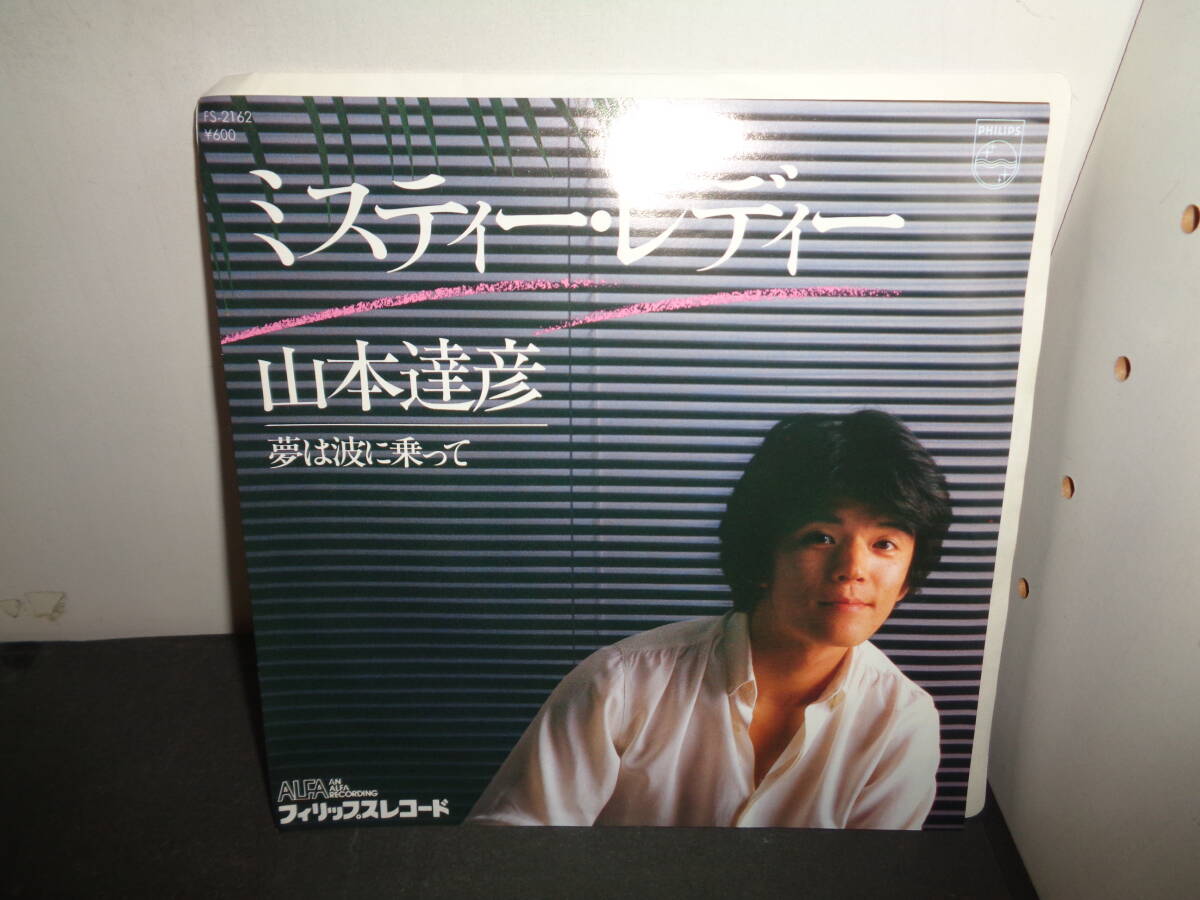 FS-2162
¥600
PHILIPS
ミスティー・レディー
山本達彦
夢は波に乗って
ALFA AN ALFA RECORDING
フィリップスレコード